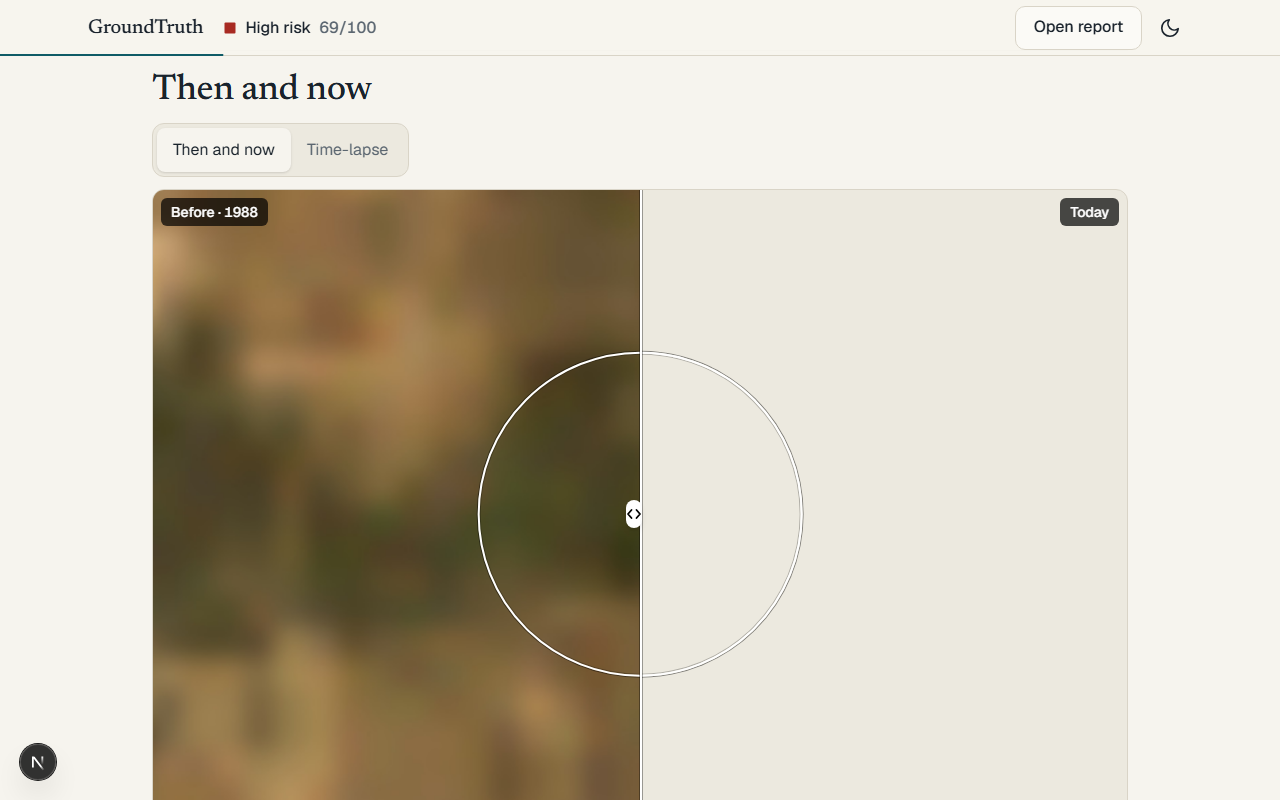 GroundTruth
High risk 69/100
Open report
Then and now
Then and now
Time-lapse
Before · 1988
Today
N